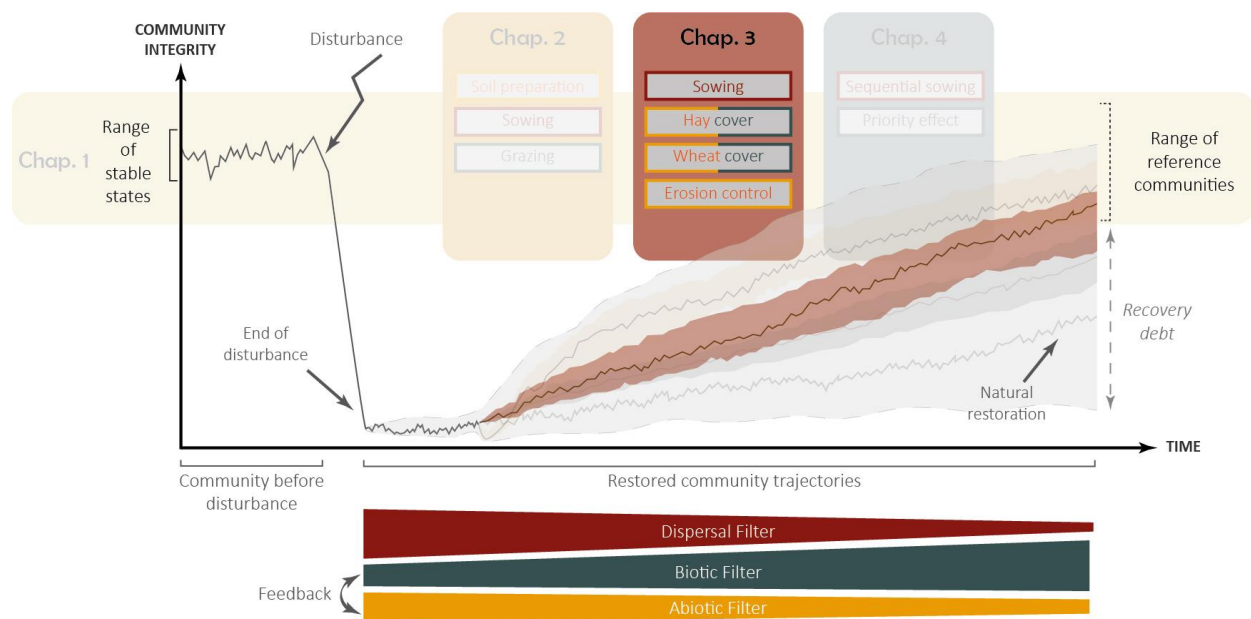 COMMUNITY
INTEGRITY
Disturbance
Chap. 2
Soil preparation
Sowing
Grazing
Chap. 3
Sowing
Hay cover
Wheat cover
Erosion control
Chap. 4
Sequential sowing
Priority effect
Chap. 1
Range
of
stable
states
Range of
reference
communities
End of
disturbance
Recovery
debt
Natural
restoration
TIME
Community before
disturbance
Restored community trajectories
Dispersal Filter
Biotic Filter
Feedback
Abiotic Filter